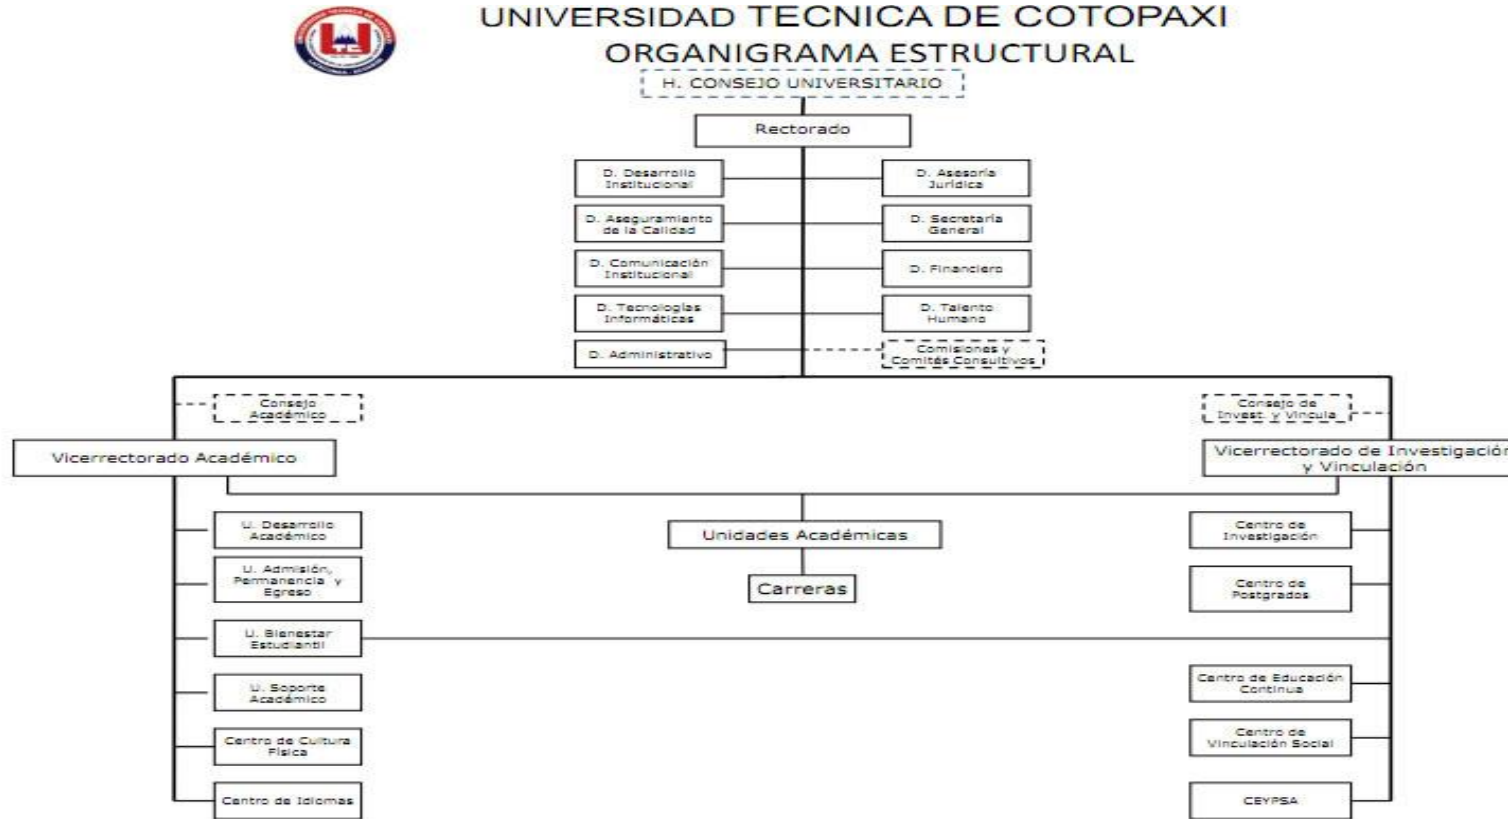 UNIVERSIDAD TECNICA DE COTOPAXI
ORGANIGRAMA ESTRUCTURAL
H. CONSEJO UNIVERSITARIO
Rectorado
D. Desarrollo
Institucional
D. Asesoría
Jurídica
D. Aseguramiento
de la Calidad
D. Secretaría
General
D. Comunicación
Institucional
D. Financiero
D. Tecnologías
Informáticas
D. Talento
Humano
D. Administrativo
Comisiones y
Comités Consultivos
Consejo
Académico
Consejo de
Invest. y Vincula
Vicerrectorado Académico
Vicerrectorado de Investigación
y Vinculación
U. Desarrollo
Académico
Unidades Académicas
Centro de
Investigación
U. Admisión,
Permanencia y
Egreso
Carreras
Centro de
Postgrados
U. Bienestar
Estudiantil
U. Soporte
Académico
Centro de Educación
Continua
Centro de Cultura
Física
Centro de
Vinculación Social
Centro de Idiomas
CEYPSA